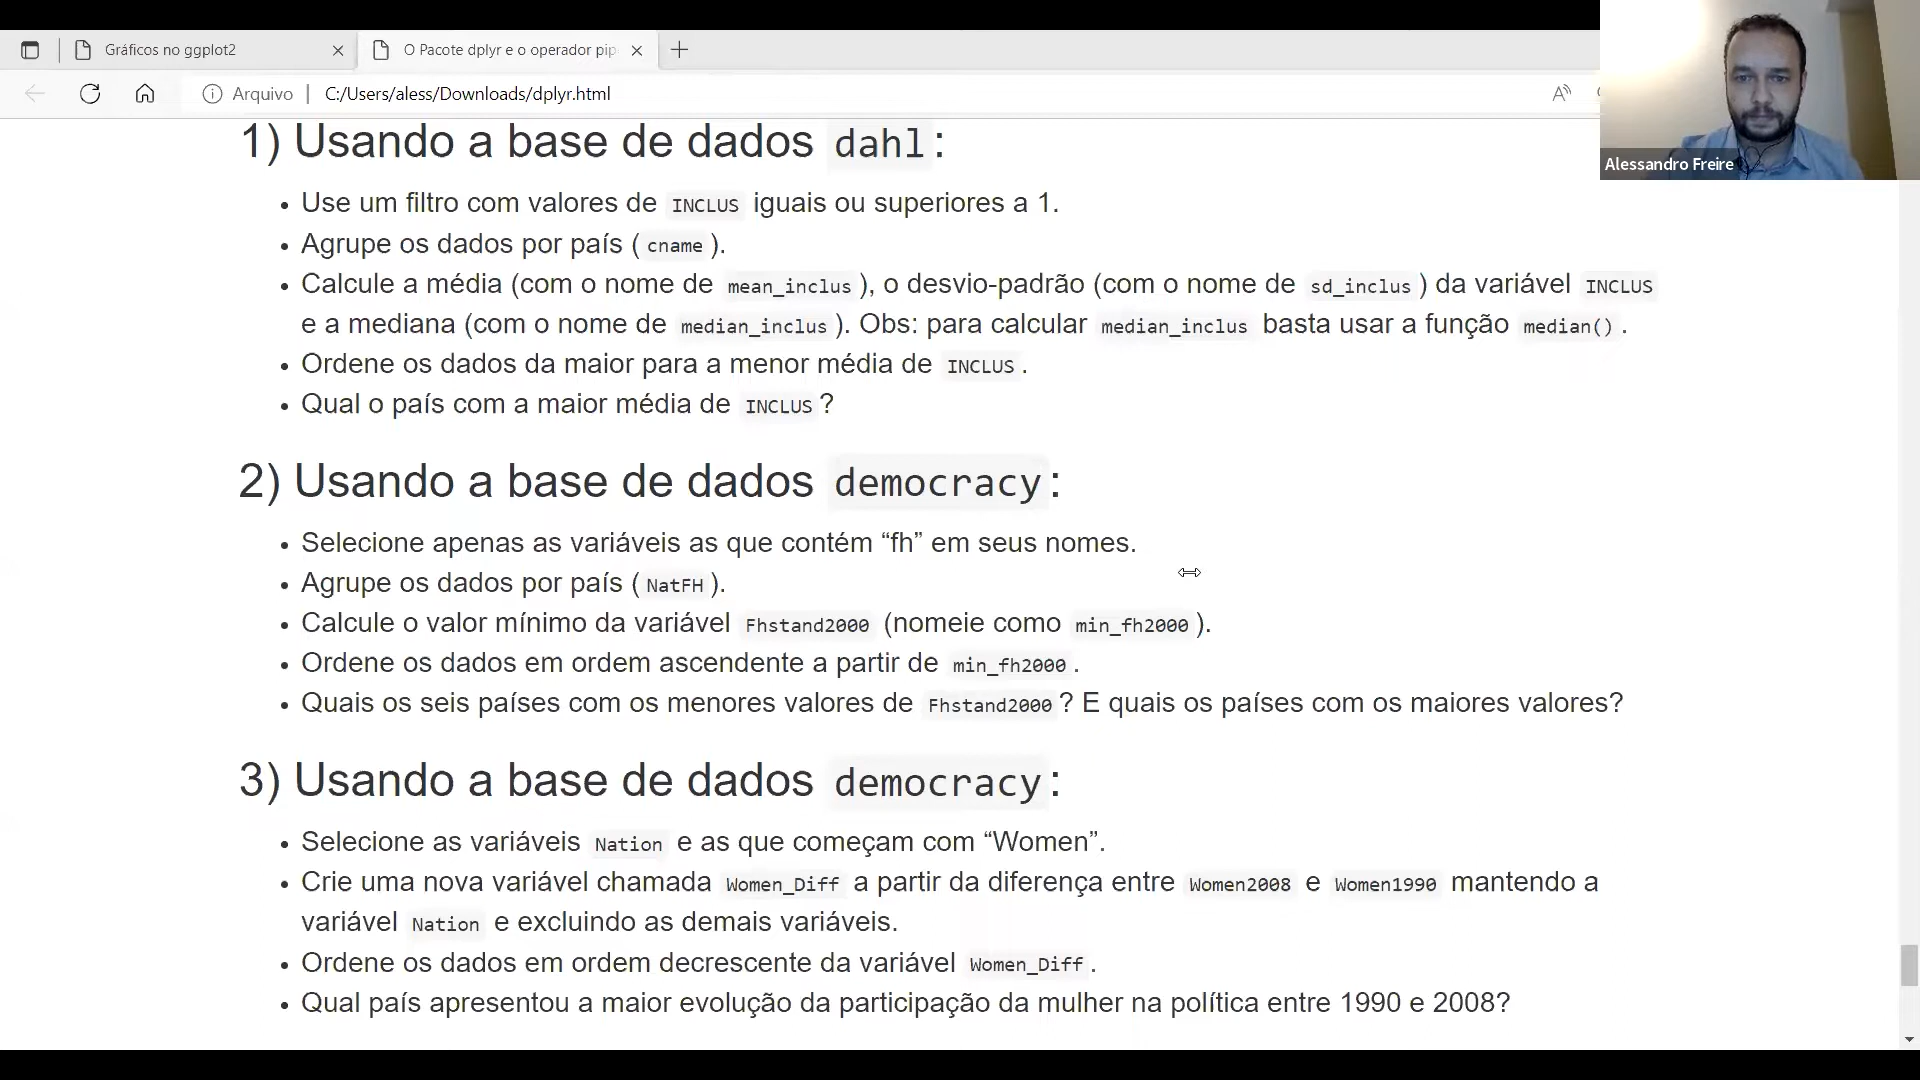 Gráficos no ggplot2
O Pacote dplyr e o operador pip
Arquivo
C:/Users/aless/Downloads/dplyr.html
Alessandro Freire
1) Usando a base de dados dahl:
• Use um filtro com valores de INCLUS iguais ou superiores a 1.
• Agrupe os dados por país ( cname ).
• Calcule a média (com o nome de mean_inclus ), o desvio-padrão (com o nome de sd_inclus ) da variável INCLUS
e a mediana (com o nome de median_inclus ). Obs: para calcular median_inclus basta usar a função median() .
• Ordene os dados da maior para a menor média de INCLUS .
• Qual o país com a maior média de INCLUS ?
2) Usando a base de dados democracy:
• Selecione apenas as variáveis as que contém “fh” em seus nomes.
• Agrupe os dados por país ( NatFH ).
• Calcule o valor mínimo da variável Fhstand2000 (nomeie como min_fh2000 ).
• Ordene os dados em ordem ascendente a partir de min_fh2000 .
• Quais os seis países com os menores valores de Fhstand2000 ? E quais os países com os maiores valores?
3) Usando a base de dados democracy:
• Selecione as variáveis Nation e as que começam com “Women”.
• Crie uma nova variável chamada Women_Diff a partir da diferença entre Women2008 e Women1990 mantendo a
variável Nation e excluindo as demais variáveis.
• Ordene os dados em ordem decrescente da variável Women_Diff .
• Qual país apresentou a maior evolução da participação da mulher na política entre 1990 e 2008?